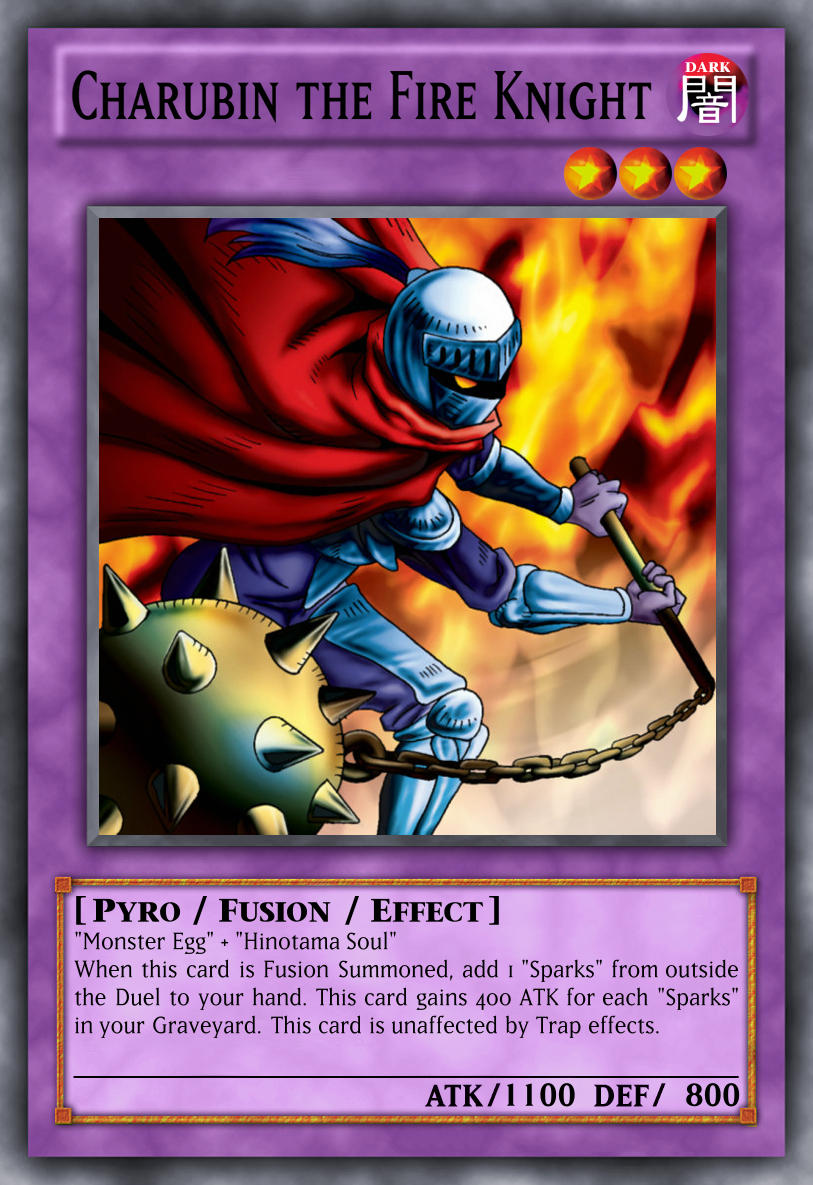 Charubin the Fire Knight
DARK
闇
[ Pyro / Fusion / Effect ]
"Monster Egg" + "Hinotama Soul"
When this card is Fusion Summoned, add 1 "Sparks" from outside
the Duel to your hand. This card gains 400 ATK for each "Sparks"
in your Graveyard. This card is unaffected by Trap effects.
ATK/1100 DEF/ 800